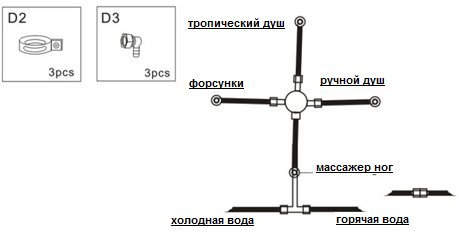 D2
3pcs
D3
3pcs
тропический душ
форсунки
ручной душ
массажер ног
холодная вода
горячая вода